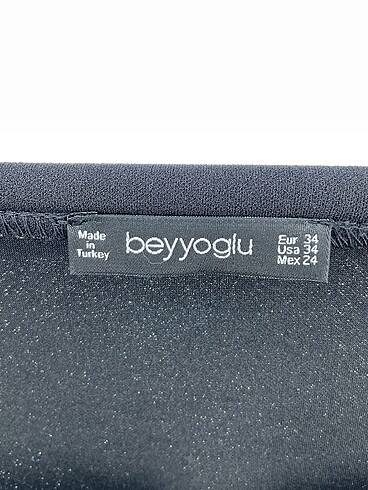 Made
in
Turkey
beyyoglu
Eur 34
Usa 34
Mex 24